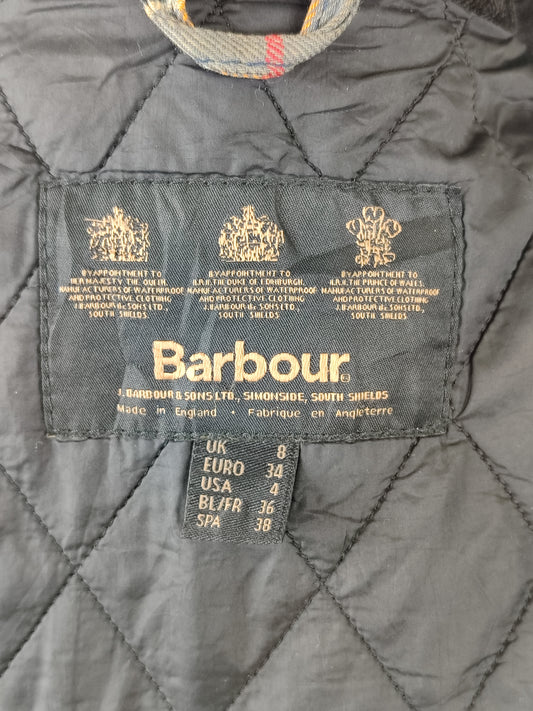 BY APPOINTMENT TO
HER MAJESTY THE QUEEN,
MANUFACTURERS OF WATERPROOF
AND PROTECTIVE CLOTHING
J. BARBOUR & SONS LTD,
SOUTH SHIELDS.
BY APPOINTMENT TO
H.R.H. THE DUKE OF EDINBURGH,
MANUFACTURERS OF WATERPROOF
AND PROTECTIVE CLOTHING
J. BARBOUR & SONS LTD,
SOUTH SHIELDS.
BY APPOINTMENT TO
H.R.H. THE PRINCE OF WALES,
MANUFACTURERS OF WATERPROOF
AND PROTECTIVE CLOTHING
J. BARBOUR & SONS LTD,
SOUTH SHIELDS.
Barbour®
J. BARBOUR & SONS LTD., SIMONSIDE, SOUTH SHIELDS
Made in England • Fabrique en Angleterre
UK 8
EURO 34
USA 4
BL/FR 36
SPA 38